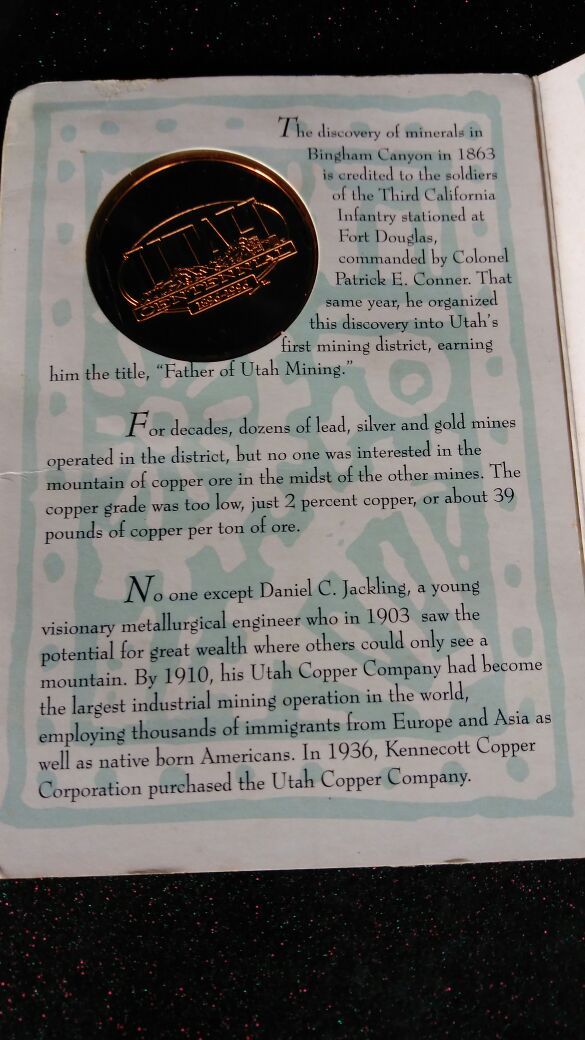 UTAH
CENTENNIAL
1896-1996
The discovery of minerals in
Bingham Canyon in 1863
is credited to the soldiers
of the Third California
Infantry stationed at
Fort Douglas,
commanded by Colonel
Patrick E. Conner. That
same year, he organized
this discovery into Utah's
first mining district, earning
him the title, “Father of Utah Mining.”
For decades, dozens of lead, silver and gold mines
operated in the district, but no one was interested in the
mountain of copper ore in the midst of the other mines. The
copper grade was too low, just 2 percent copper, or about 39
pounds of copper per ton of ore.
No one except Daniel C. Jackling, a young
visionary metallurgical engineer who in 1903 saw the
potential for great wealth where others could only see a
mountain. By 1910, his Utah Copper Company had become
the largest industrial mining operation in the world,
employing thousands of immigrants from Europe and Asia as
well as native born Americans. In 1936, Kennecott Copper
Corporation purchased the Utah Copper Company.